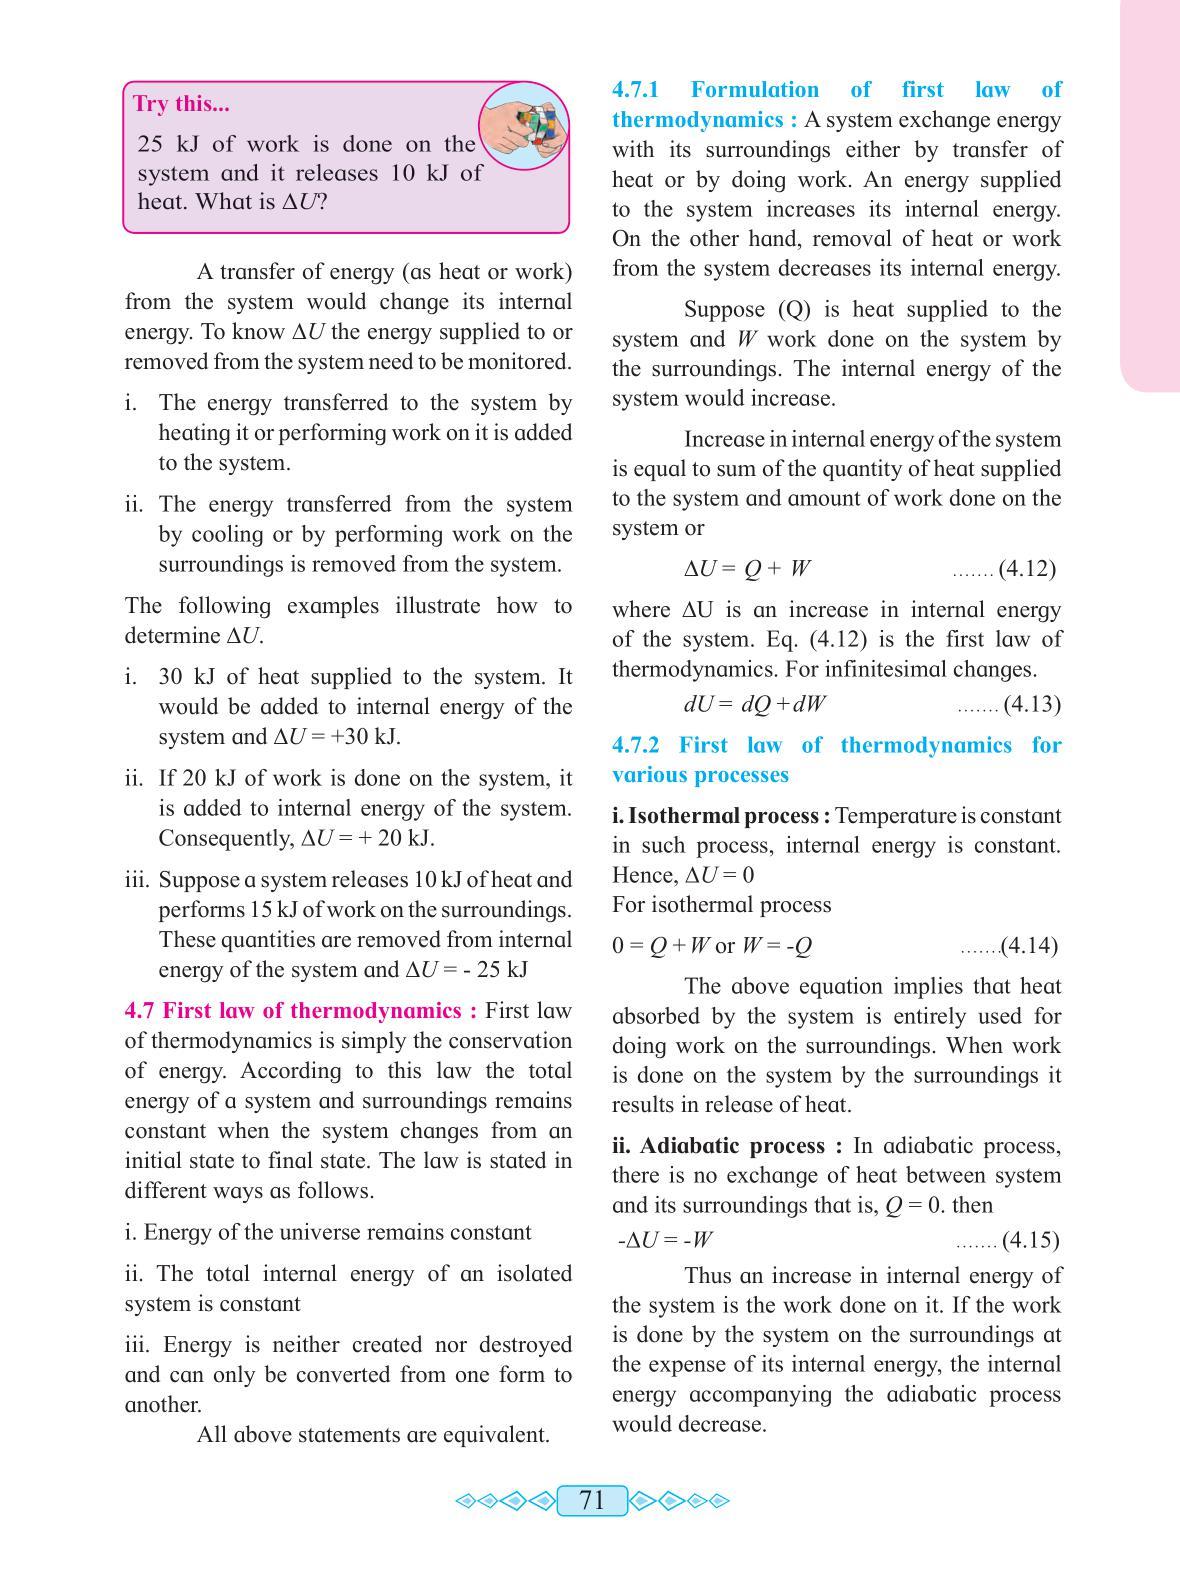 Try this...
25 kJ of work is done on the
system and it releases 10 kJ of
heat. What is ΔU?
A transfer of energy (as heat or work)
from the system would change its internal
energy. To know ΔU the energy supplied to or
removed from the system need to be monitored.
i. The energy transferred to the system by
heating it or performing work on it is added
to the system.
ii. The energy transferred from the system
by cooling or by performing work on the
surroundings is removed from the system.
The following examples illustrate how to
determine ΔU.
i. 30 kJ of heat supplied to the system. It
would be added to internal energy of the
system and ΔU = +30 kJ.
ii. If 20 kJ of work is done on the system, it
is added to internal energy of the system.
Consequently, ΔU = + 20 kJ.
iii. Suppose a system releases 10 kJ of heat and
performs 15 kJ of work on the surroundings.
These quantities are removed from internal
energy of the system and ΔU = - 25 kJ
4.7 First law of thermodynamics : First law
of thermodynamics is simply the conservation
of energy. According to this law the total
energy of a system and surroundings remains
constant when the system changes from an
initial state to final state. The law is stated in
different ways as follows.
i. Energy of the universe remains constant
ii. The total internal energy of an isolated
system is constant
iii. Energy is neither created nor destroyed
and can only be converted from one form to
another.
All above statements are equivalent.
4.7.1 Formulation of first law of
thermodynamics : A system exchange energy
with its surroundings either by transfer of
heat or by doing work. An energy supplied
to the system increases its internal energy.
On the other hand, removal of heat or work
from the system decreases its internal energy.
Suppose (Q) is heat supplied to the
system and W work done on the system by
the surroundings. The internal energy of the
system would increase.
Increase in internal energy of the system
is equal to sum of the quantity of heat supplied
to the system and amount of work done on the
system or
ΔU = Q + W ....... (4.12)
where ΔU is an increase in internal energy
of the system. Eq. (4.12) is the first law of
thermodynamics. For infinitesimal changes.
dU = dQ + dW ....... (4.13)
4.7.2 First law of thermodynamics for
various processes
i. Isothermal process : Temperature is constant
in such process, internal energy is constant.
Hence, ΔU = 0
For isothermal process
0 = Q + W or W = -Q .......(4.14)
The above equation implies that heat
absorbed by the system is entirely used for
doing work on the surroundings. When work
is done on the system by the surroundings it
results in release of heat.
ii. Adiabatic process : In adiabatic process,
there is no exchange of heat between system
and its surroundings that is, Q = 0. then
-ΔU = -W ....... (4.15)
Thus an increase in internal energy of
the system is the work done on it. If the work
is done by the system on the surroundings at
the expense of its internal energy, the internal
energy accompanying the adiabatic process
would decrease.
71